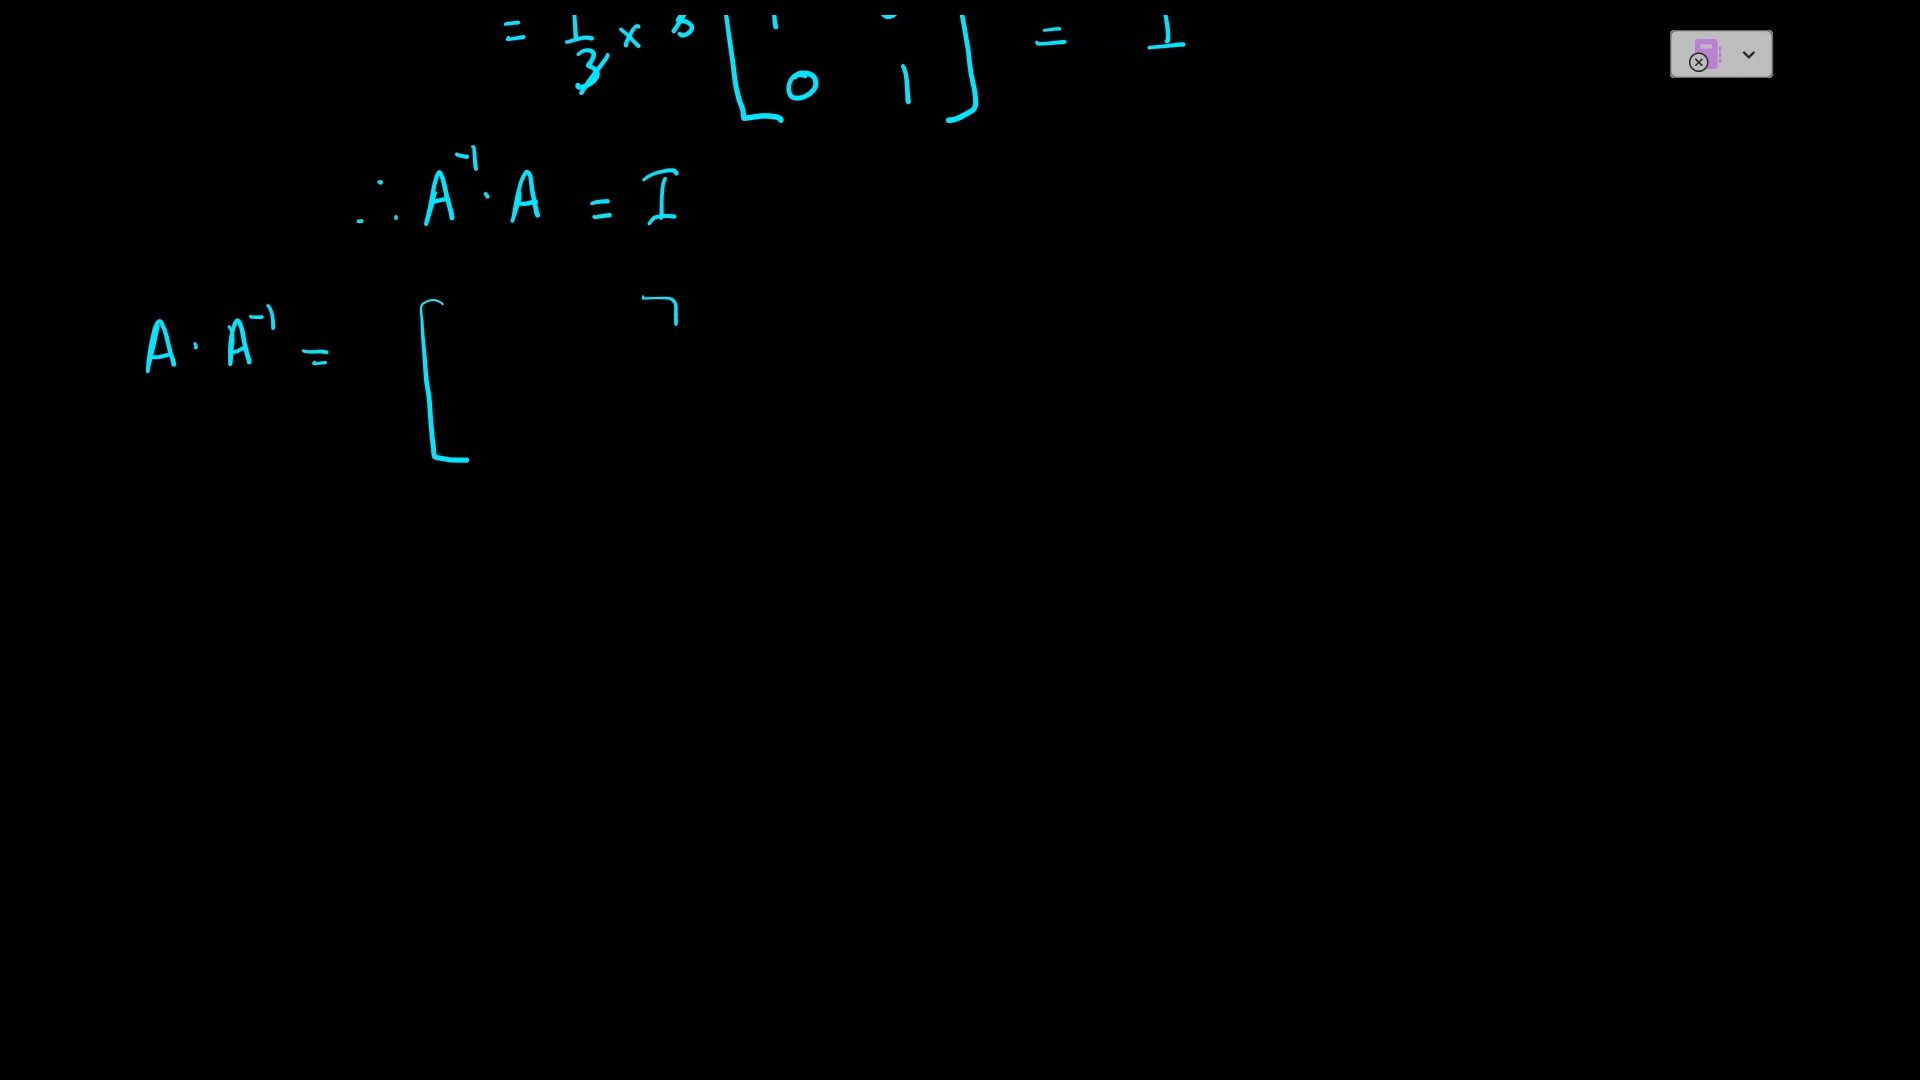 = 1/3 × 3 [ 0 1 ] = I
∴ A⁻¹ · A = I
A · A⁻¹ = [ ]